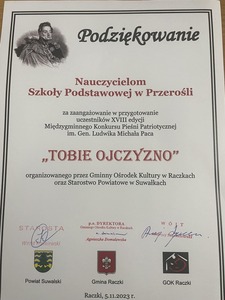 Podziękowanie
Nauczycielom
Szkoły Podstawowej w Przerośli
za zaangażowanie w przygotowanie
uczestników XVIII edycji
Międzygminnego Konkursu Pieśni Patriotycznej
im. Gen. Ludwika Michała Paca
„TOBIE OJCZYZNO"
organizowanego przez Gminny Ośrodek Kultury w Raczkach
oraz Starostwo Powiatowe w Suwałkach
STAROSTA
p.o. DYREKTORA
WÓJT
Powiat Suwalski
Gmina Raczki
GOK Raczki
Raczki, 5.11.2023 r.